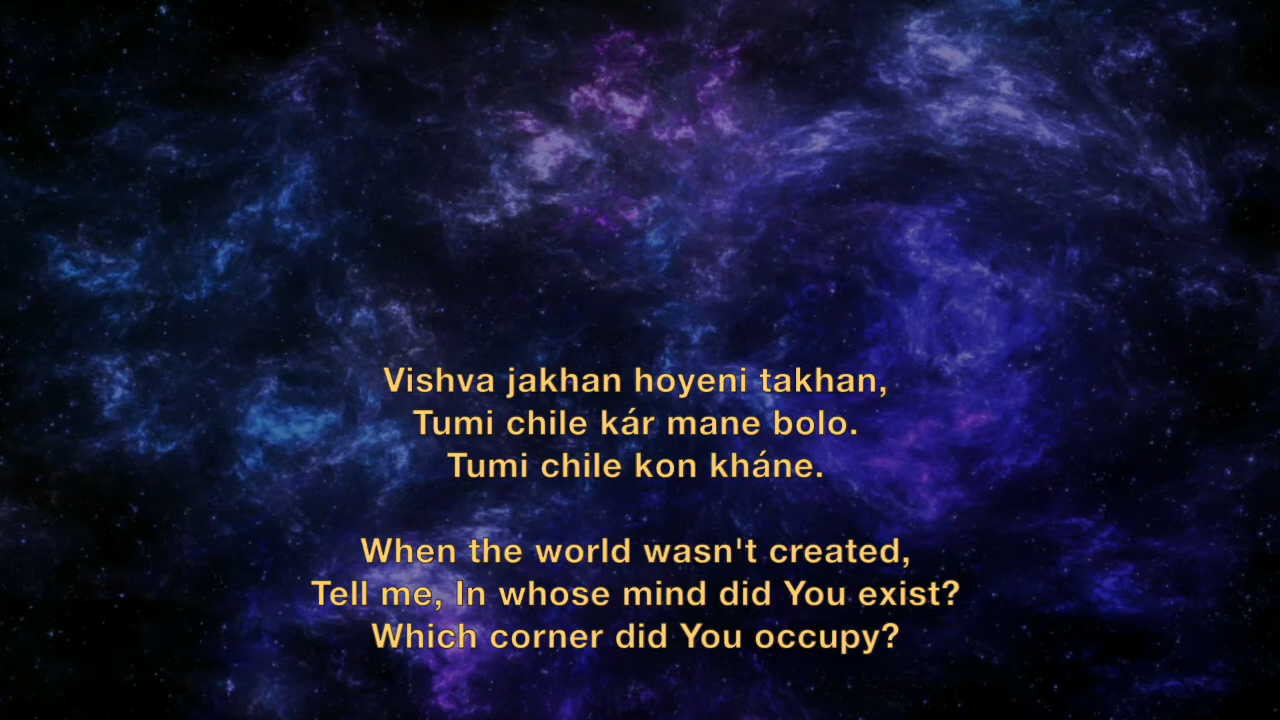 Vishva jakhan hoyeni takhan,
Tumi chile kár mane bolo.
Tumi chile kon kháne.
When the world wasn't created,
Tell me, In whose mind did You exist?
Which corner did You occupy?